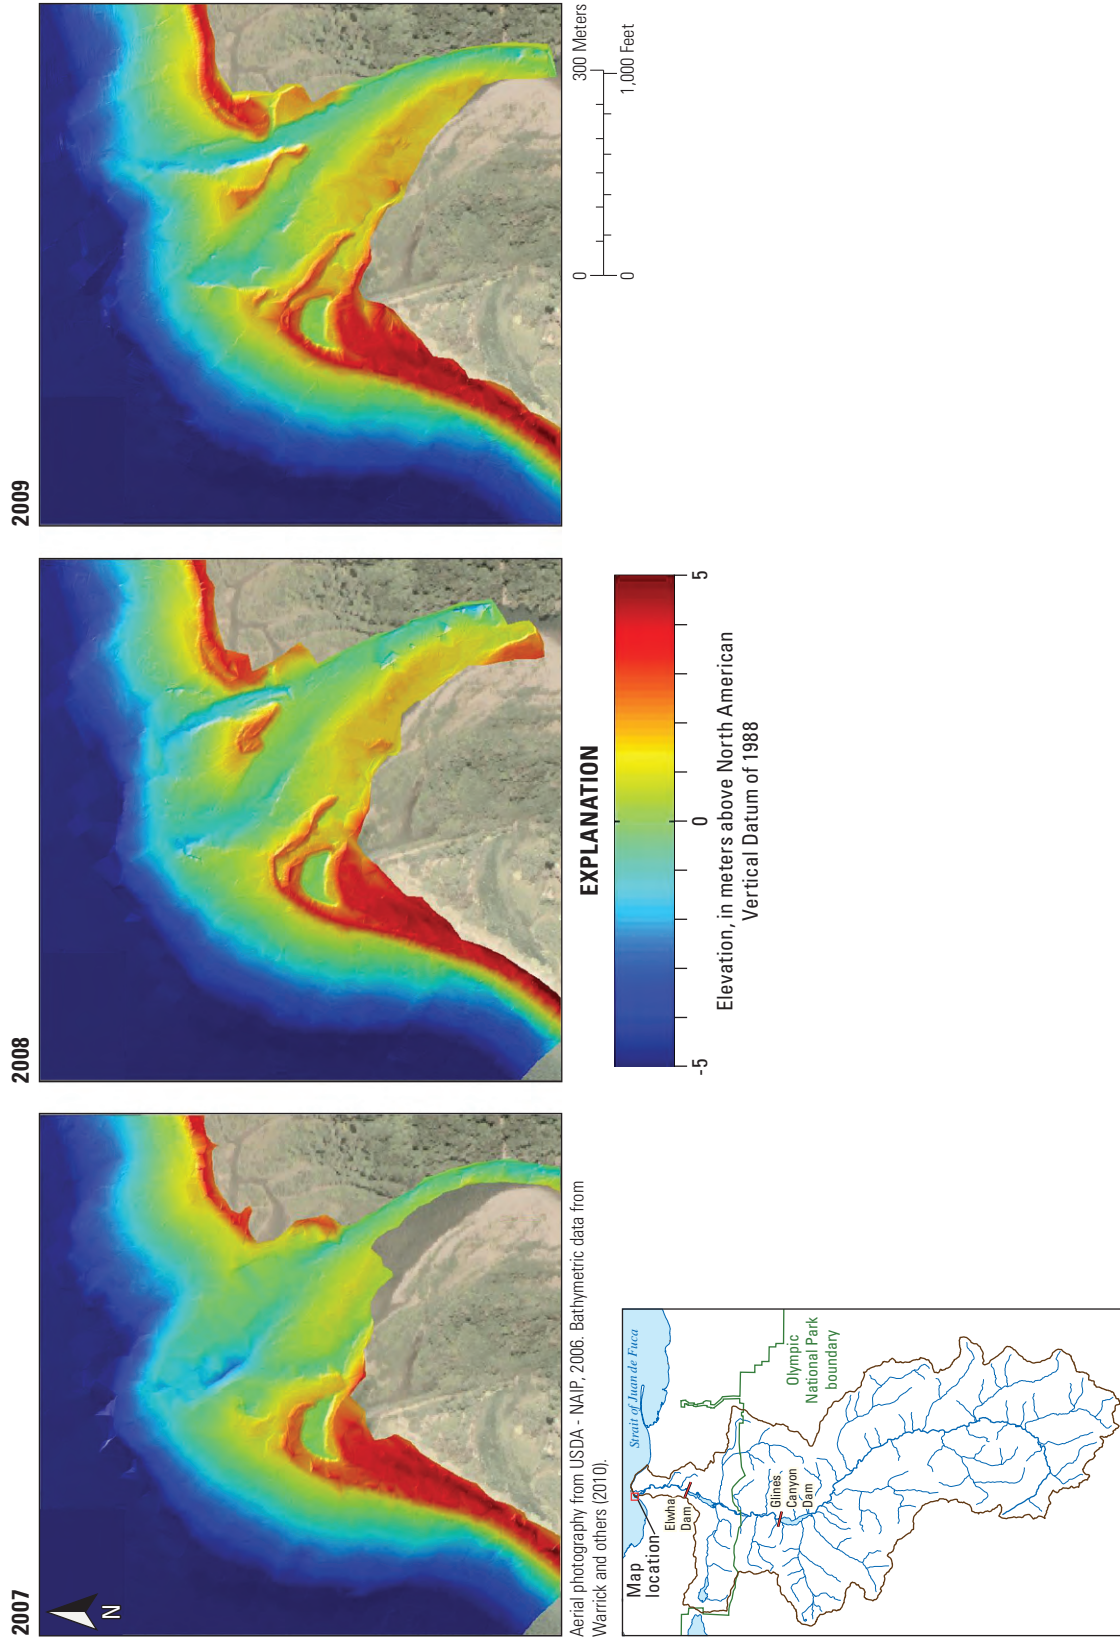 2007
2008
2009
N
Aerial photography from USDA - NAIP, 2006. Bathymetric data from
Warrick and others (2010).
EXPLANATION
-5
0
5
Elevation, in meters above North American
Vertical Datum of 1988
0
300 Meters
0
1,000 Feet
Strait of Juan de Fuca
Map
location
Elwha
Dam
Glines
Canyon
Dam
Olympic
National Park
boundary